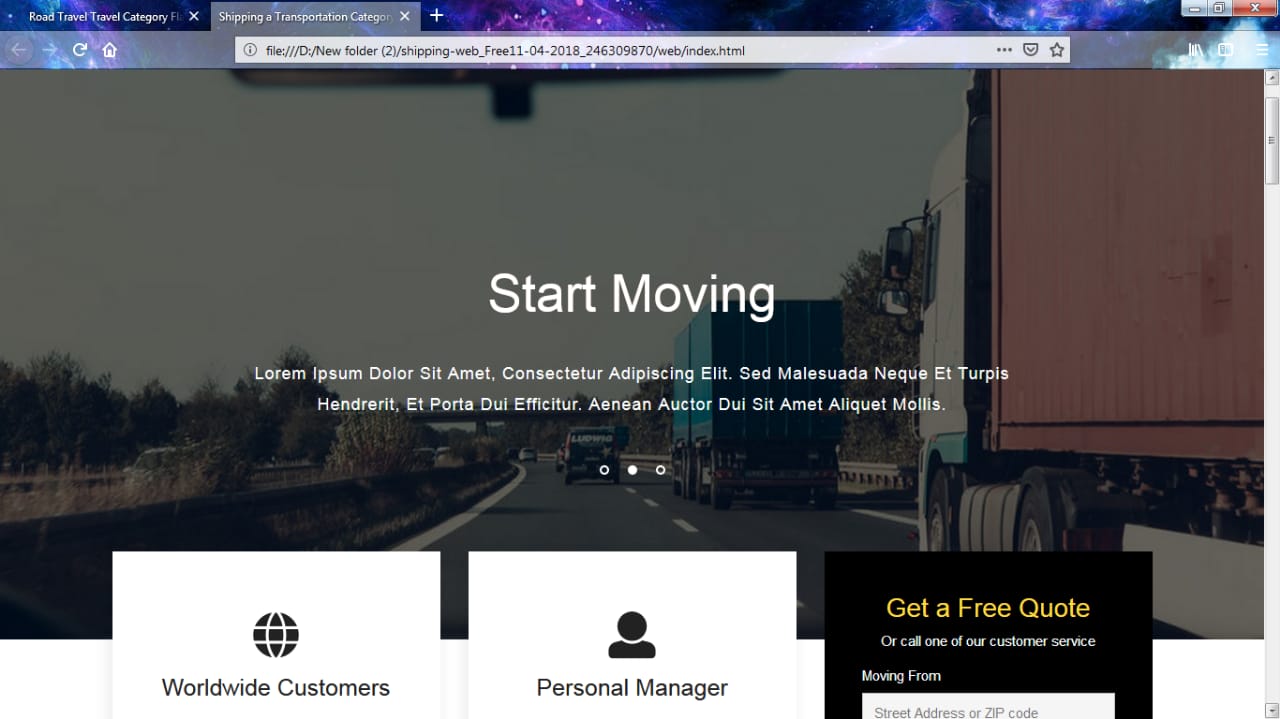 Road Travel Travel Category Fl
Shipping a Transportation Categor
file:///D:/New folder (2)/shipping-web_Free11-04-2018_246309870/web/index.html
Start Moving
Lorem Ipsum Dolor Sit Amet, Consectetur Adipiscing Elit. Sed Malesuada Neque Et Turpis
Hendrerit, Et Porta Dui Efficitur. Aenean Auctor Dui Sit Amet Aliquet Mollis.
LUDWIG
Worldwide Customers
Personal Manager
Get a Free Quote
Or call one of our customer service
Moving From
Street Address or ZIP code